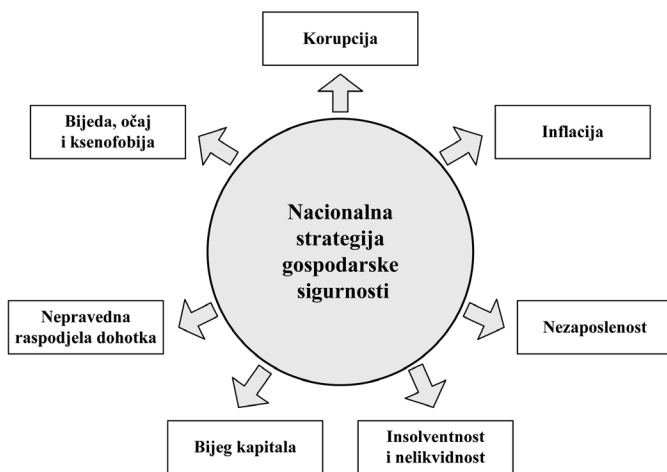 Korupcija
Bijeda, očaj
i ksenofobija
Inflacija
Nacionalna
strategija
gospodarske
sigurnosti
Nepravedna
raspodjela dohotka
Nezaposlenost
Bijeg kapitala
Insolventnost
i nelikvidnost